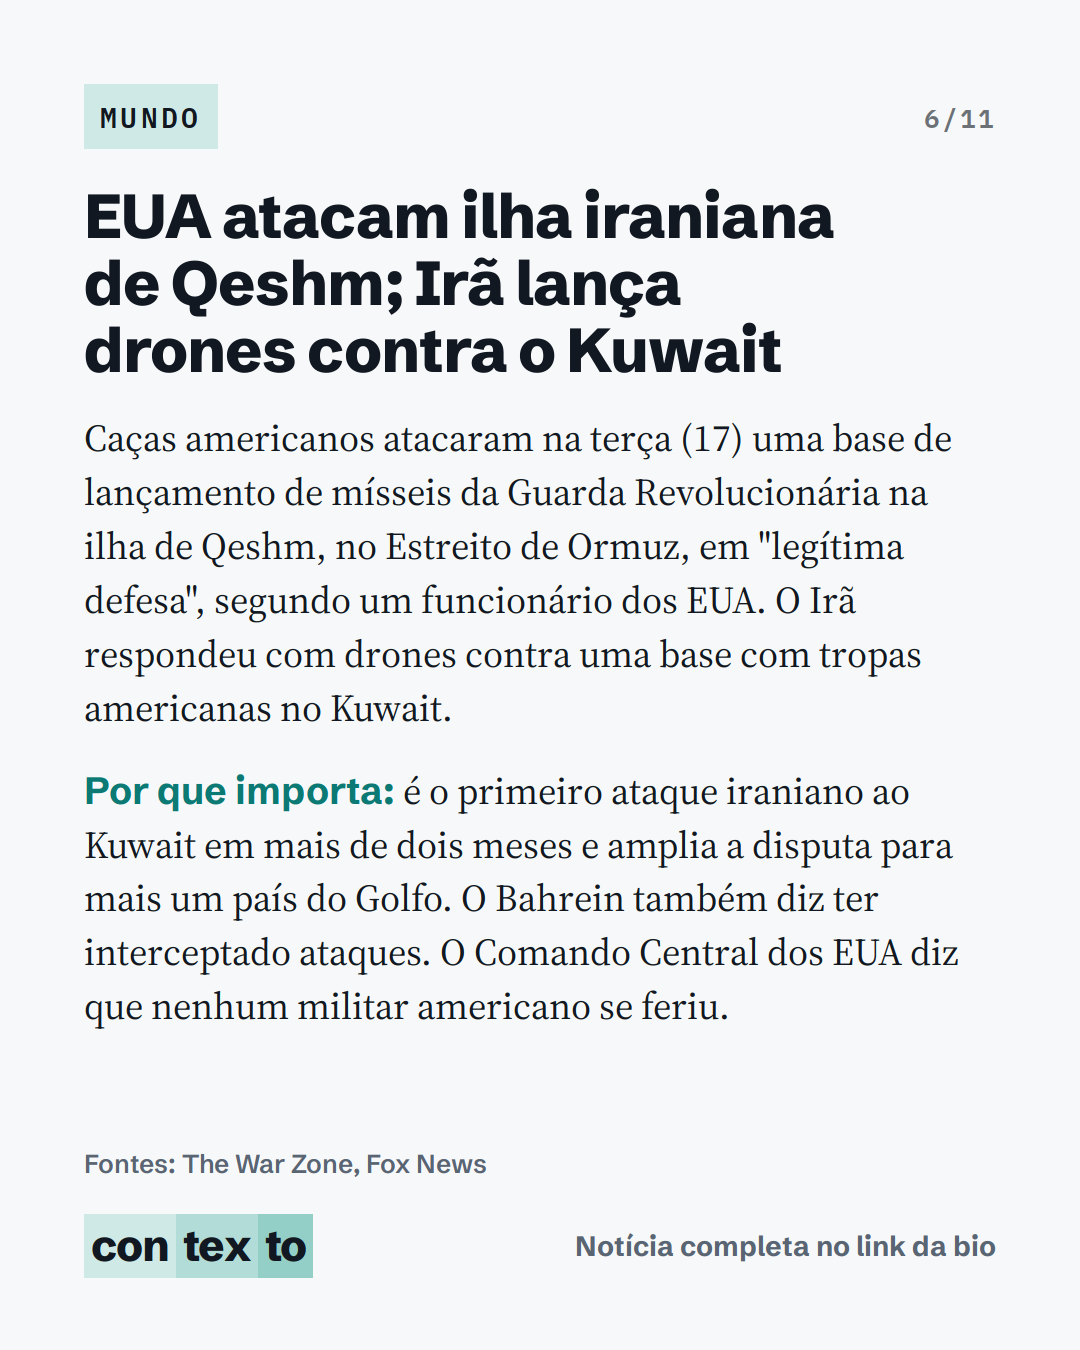 MUNDO
6/11
EUA atacam ilha iraniana
de Qeshm; Irã lança
drones contra o Kuwait
Caças americanos atacaram na terça (17) uma base de
lançamento de mísseis da Guarda Revolucionária na
ilha de Qeshm, no Estreito de Ormuz, em "legítima
defesa", segundo um funcionário dos EUA. O Irã
respondeu com drones contra uma base com tropas
americanas no Kuwait.
Por que importa: é o primeiro ataque iraniano ao
Kuwait em mais de dois meses e amplia a disputa para
mais um país do Golfo. O Bahrein também diz ter
interceptado ataques. O Comando Central dos EUA diz
que nenhum militar americano se feriu.
Fontes: The War Zone, Fox News
con tex to
Notícia completa no link da bio